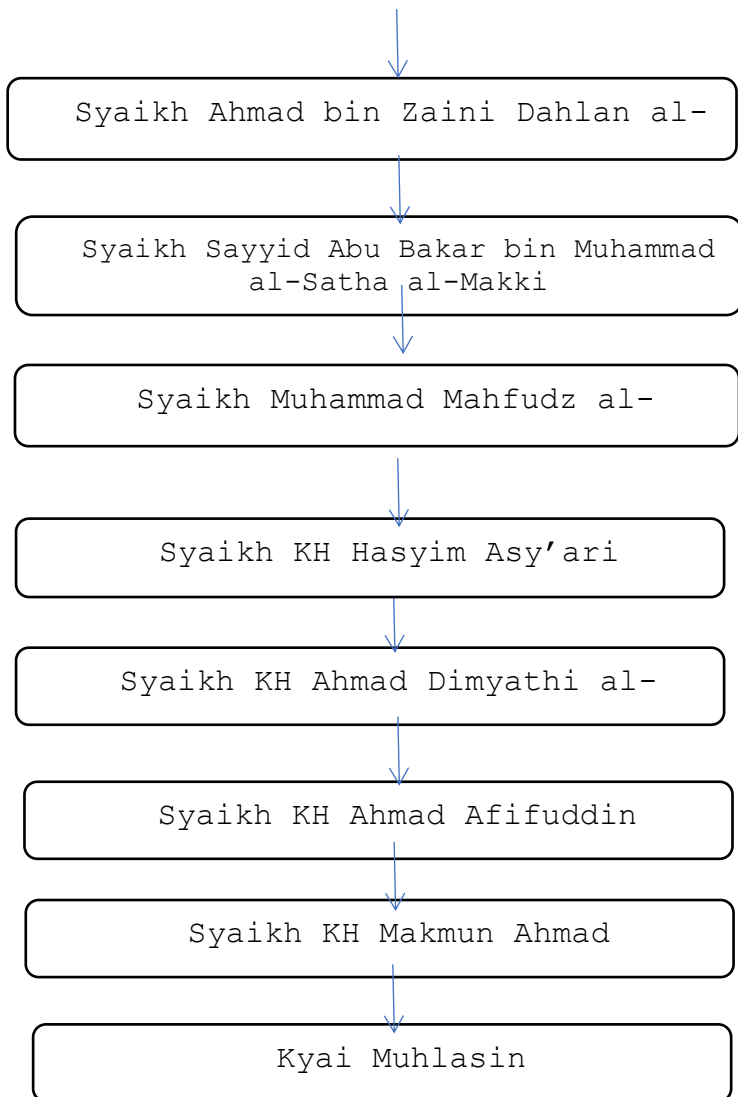 Syaikh Ahmad bin Zaini Dahlan al-
Syaikh Sayyid Abu Bakar bin Muhammad
al-Satha al-Makki
Syaikh Muhammad Mahfudz al-
Syaikh KH Hasyim Asy’ari
Syaikh KH Ahmad Dimyathi al-
Syaikh KH Ahmad Afifuddin
Syaikh KH Makmun Ahmad
Kyai Muhlasin